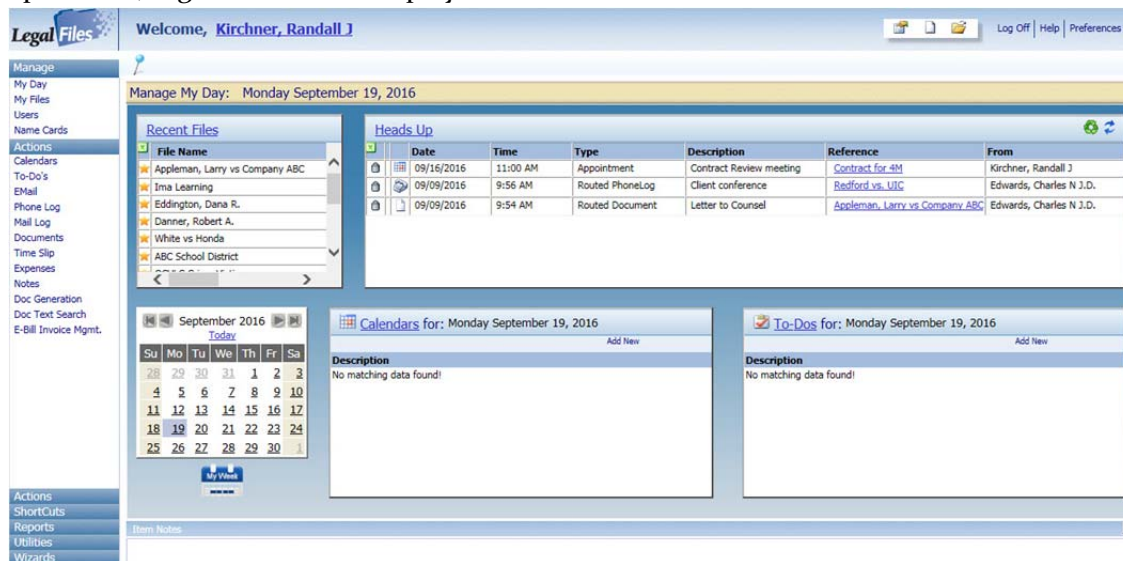 Legal Files
Welcome, Kirchner, Randall J
Log Off | Help | Preferences
Manage
My Day
My Files
Users
Name Cards
Actions
Calendars
To-Do's
EMail
Phone Log
Mail Log
Documents
Time Slip
Expenses
Notes
Doc Generation
Doc Text Search
E-Bill Invoice Mgmt.
Actions
ShortCuts
Reports
Utilities
Wizards
Manage My Day: Monday September 19, 2016
Recent Files
File Name
Appleman, Larry vs Company ABC
Ima Learning
Eddington, Dana R.
Danner, Robert A.
White vs Honda
ABC School District
Heads Up
Date Time Type Description Reference From
09/16/2016 11:00 AM Appointment Contract Review meeting Contract for 4M Kirchner, Randall J
09/09/2016 9:56 AM Routed PhoneLog Client conference Redford vs. UIC Edwards, Charles N J.D.
09/09/2016 9:54 AM Routed Document Letter to Counsel Appleman, Larry vs Company ABC Edwards, Charles N J.D.
September 2016
Today
Su Mo Tu We Th Fr Sa
28 29 30 31 1 2 3
4 5 6 7 8 9 10
11 12 13 14 15 16 17
18 19 20 21 22 23 24
25 26 27 28 29 30 1
My Week
Calendars for: Monday September 19, 2016
Add New
Description
No matching data found!
To-Dos for: Monday September 19, 2016
Add New
Description
No matching data found!
Item Notes